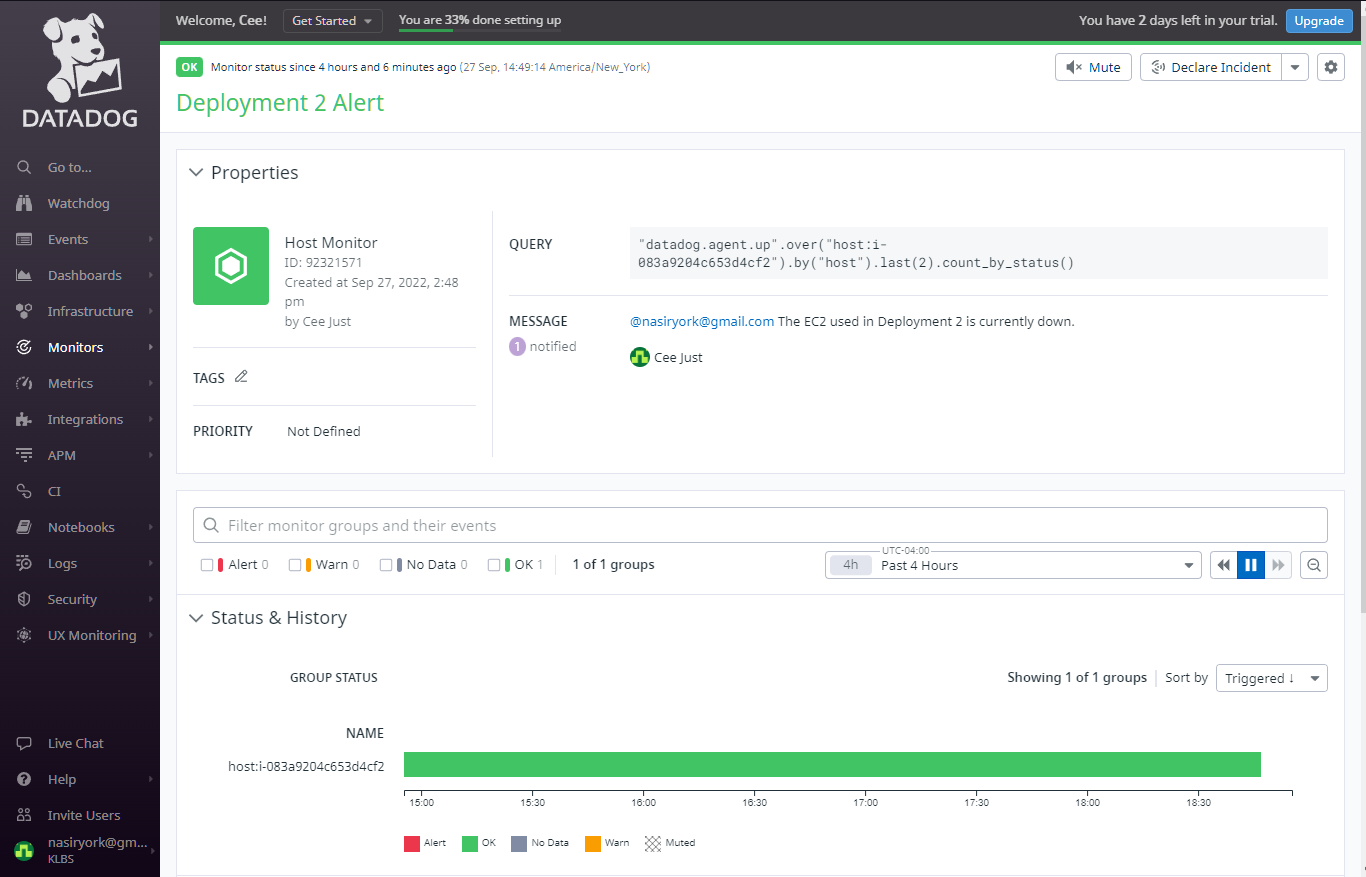 DATADOG
Go to...
Watchdog
Events
Dashboards
Infrastructure
Monitors
Metrics
Integrations
APM
CI
Notebooks
Logs
Security
UX Monitoring
Live Chat
Help
Invite Users
nasiryork@gm...
KLBS
Welcome, Cee!
Get Started
You are 33% done setting up
You have 2 days left in your trial.
Upgrade
OK Monitor status since 4 hours and 6 minutes ago (27 Sep, 14:49:14 America/New_York)
Mute
Declare Incident
Deployment 2 Alert
Properties
Host Monitor
ID: 92321571
Created at Sep 27, 2022, 2:48
pm
by Cee Just
TAGS
PRIORITY Not Defined
QUERY
"datadog.agent.up".over("host:i-
083a9204c653d4cf2").by("host").last(2).count_by_status()
MESSAGE
1 notified
@nasiryork@gmail.com The EC2 used in Deployment 2 is currently down.
Cee Just
Filter monitor groups and their events
Alert 0 Warn 0 No Data 0 OK 1 1 of 1 groups
UTC-04:00
4h Past 4 Hours
Status & History
GROUP STATUS
Showing 1 of 1 groups Sort by Triggered ↓
NAME
host:i-083a9204c653d4cf2
15:00 15:30 16:00 16:30 17:00 17:30 18:00 18:30
Alert OK No Data Warn Muted